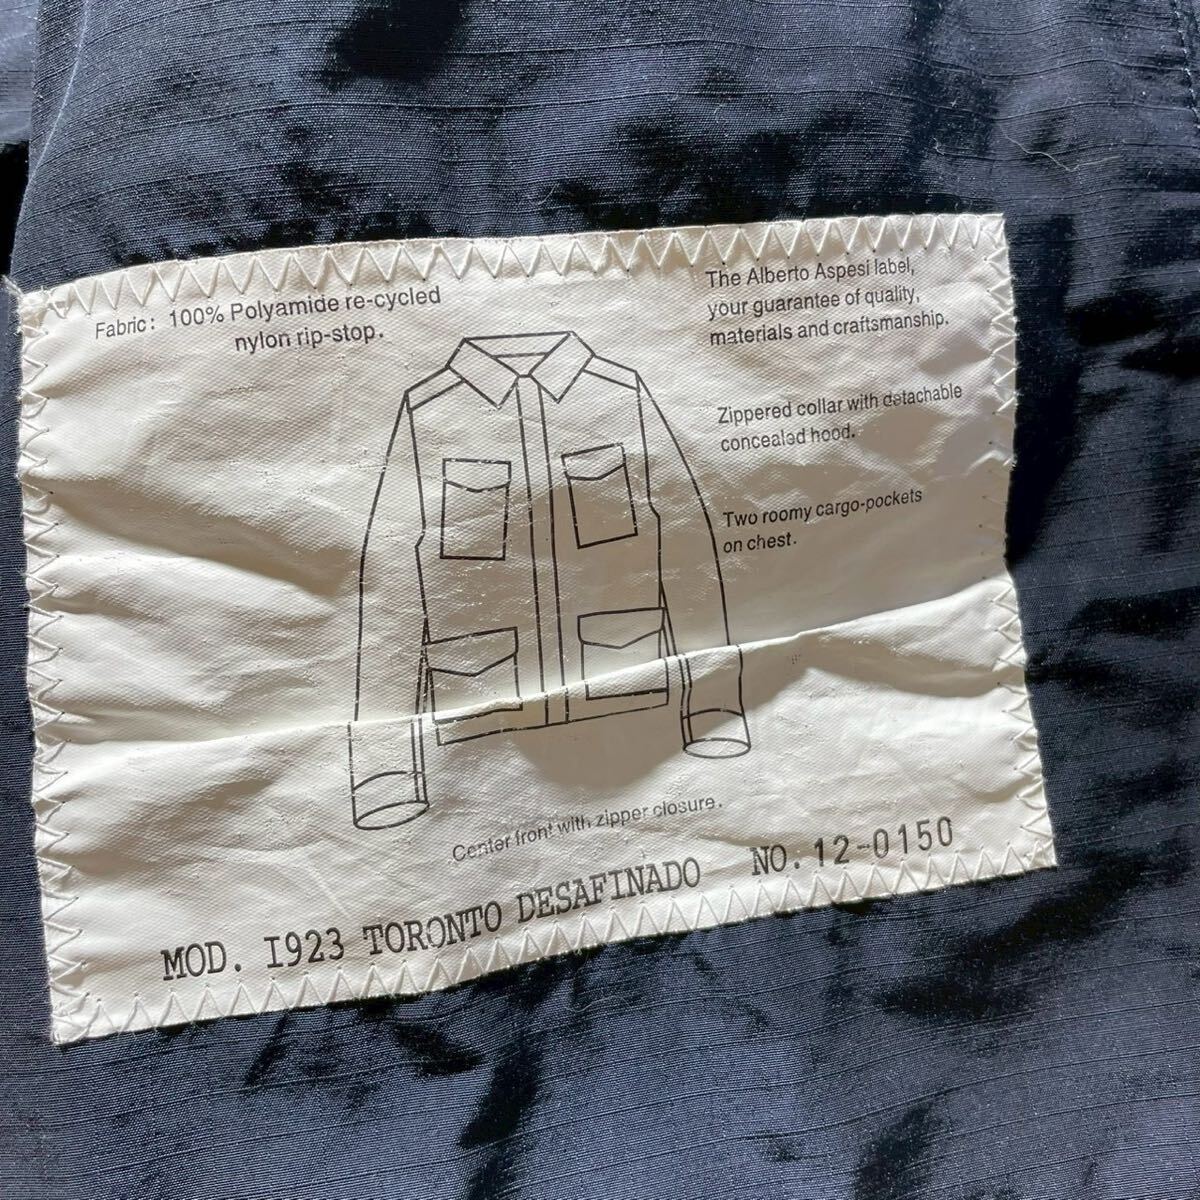 Fabric: 100% Polyamide re-cycled
nylon rip-stop.
The Alberto Aspesi label,
your guarantee of quality,
materials and craftsmanship.
Zippered collar with detachable
concealed hood.
Two roomy cargo-pockets
on chest.
Center front with zipper closure.
MOD. I923 TORONTO DESAFINADO NO. 12-0150